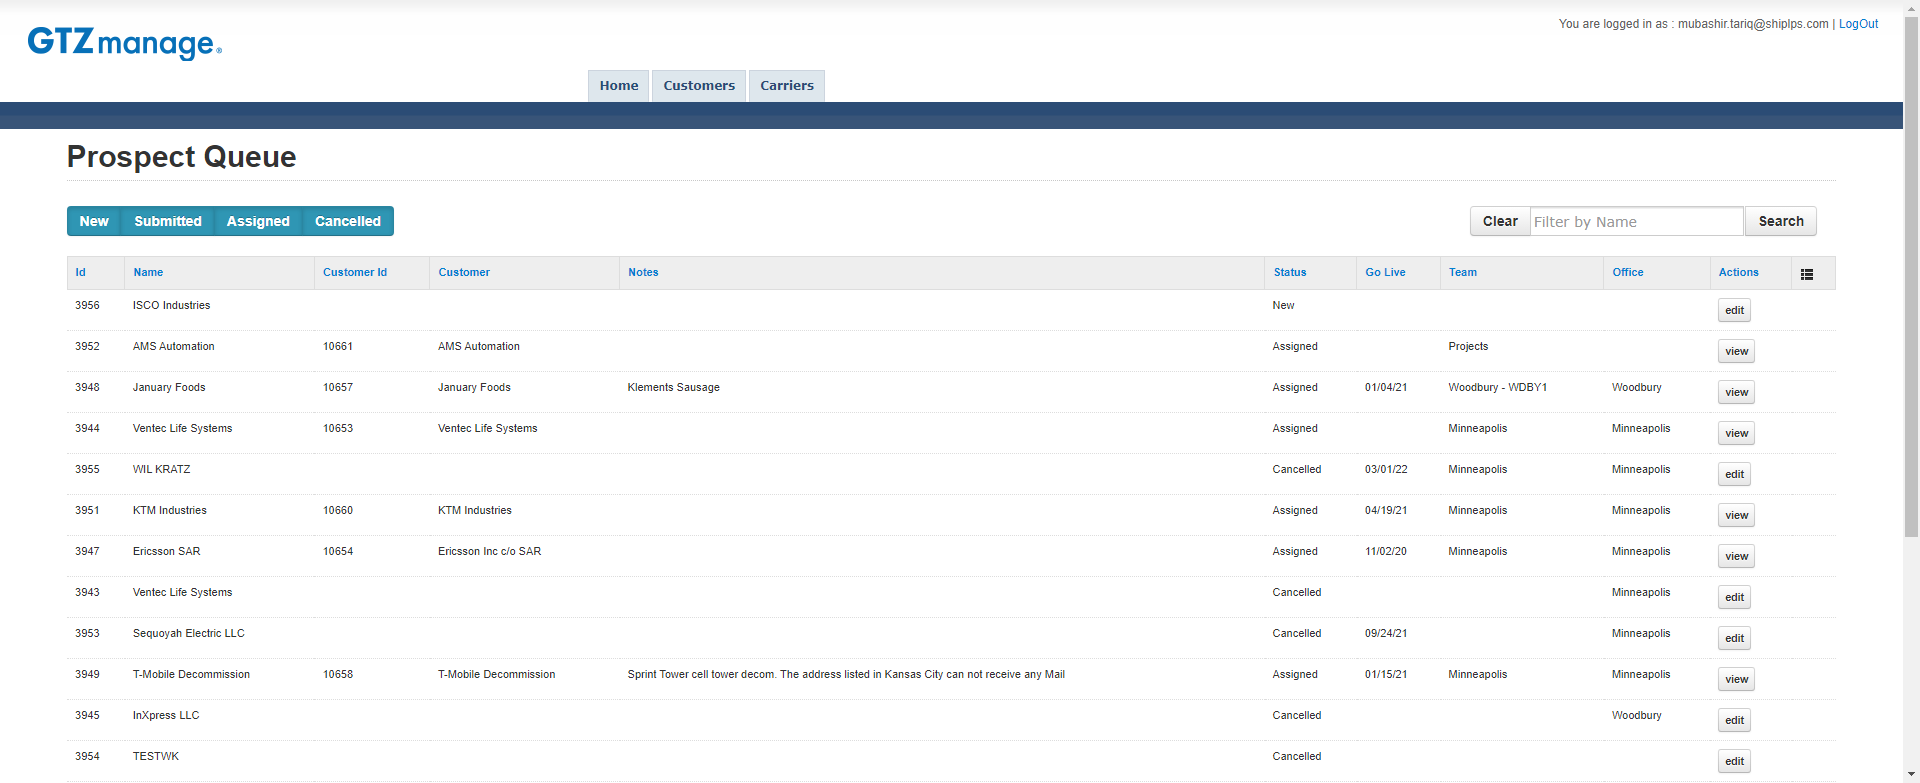 You are logged in as : mubashir.tariq@shiplps.com | LogOut
GTZmanage®
Home Customers Carriers
Prospect Queue
New Submitted Assigned Cancelled Clear Filter by Name Search
Id Name Customer Id Customer Notes Status Go Live Team Office Actions
3956 ISCO Industries New edit
3952 AMS Automation 10661 AMS Automation Assigned Projects view
3948 January Foods 10657 January Foods Klements Sausage Assigned 01/04/21 Woodbury - WDBY1 Woodbury view
3944 Ventec Life Systems 10653 Ventec Life Systems Assigned Minneapolis Minneapolis view
3955 WIL KRATZ Cancelled 03/01/22 Minneapolis Minneapolis edit
3951 KTM Industries 10660 KTM Industries Assigned 04/19/21 Minneapolis Minneapolis view
3947 Ericsson SAR 10654 Ericsson Inc c/o SAR Assigned 11/02/20 Minneapolis Minneapolis view
3943 Ventec Life Systems Cancelled Minneapolis edit
3953 Sequoyah Electric LLC Cancelled 09/24/21 Minneapolis edit
3949 T-Mobile Decommission 10658 T-Mobile Decommission Sprint Tower cell tower decom. The address listed in Kansas City can not receive any Mail Assigned 01/15/21 Minneapolis Minneapolis view
3945 InXpress LLC Cancelled Woodbury edit
3954 TESTWK Cancelled edit